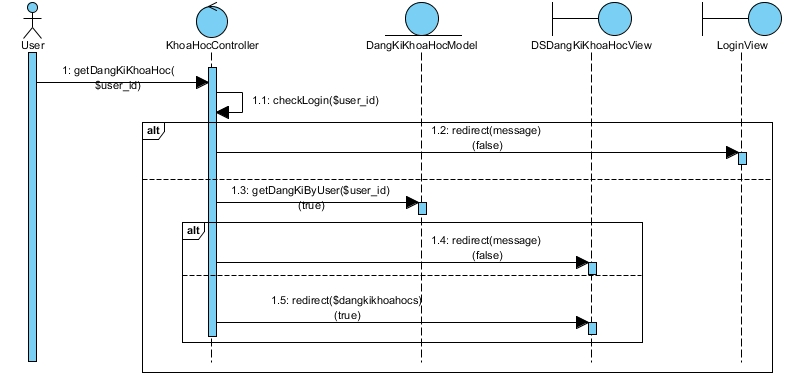 User
KhoaHocController
DangKiKhoaHocModel
DSDangKiKhoaHocView
LoginView
1: getDangKiKhoaHoc(
$user_id)
1.1: checkLogin($user_id)
alt
1.2: redirect(message)
(false)
1.3: getDangKiByUser($user_id)
(true)
alt
1.4: redirect(message)
(false)
1.5: redirect($dangkikhoahocs)
(true)